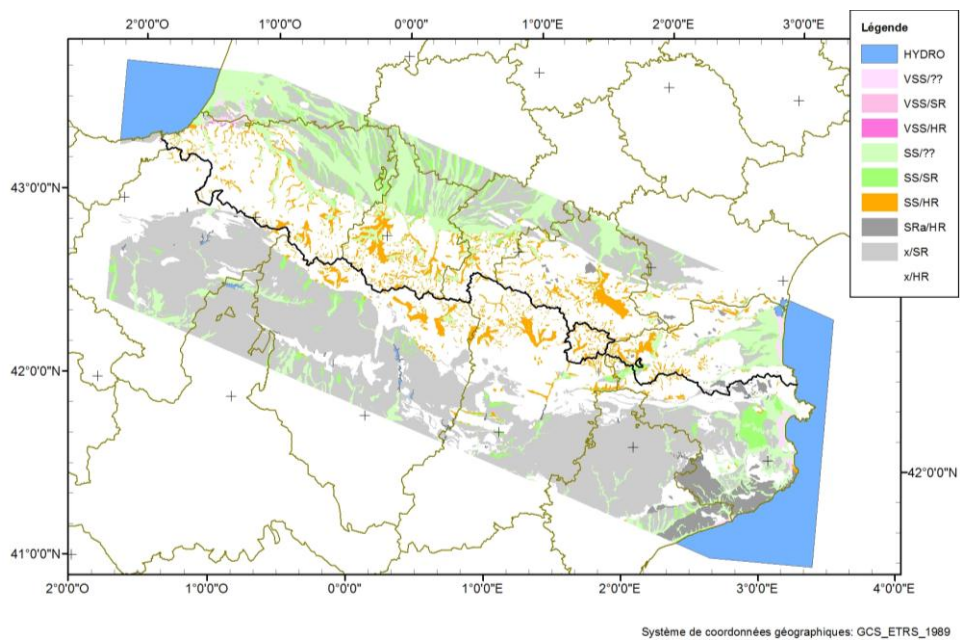 2°0'0"O 1°0'0"O 0°0'0" 1°0'0"E 2°0'0"E 3°0'0"E
Légende
HYDRO
VSS/??
VSS/SR
VSS/HR
SS/??
SS/SR
SS/HR
SRa/HR
x/SR
x/HR
43°0'0"N
42°0'0"N
42°0'0"N
41°0'0"N
2°0'0"O 1°0'0"O 0°0'0" 1°0'0"E 2°0'0"E 3°0'0"E 4°0'0"E
Système de coordonnées géographiques: GCS_ETRS_1989